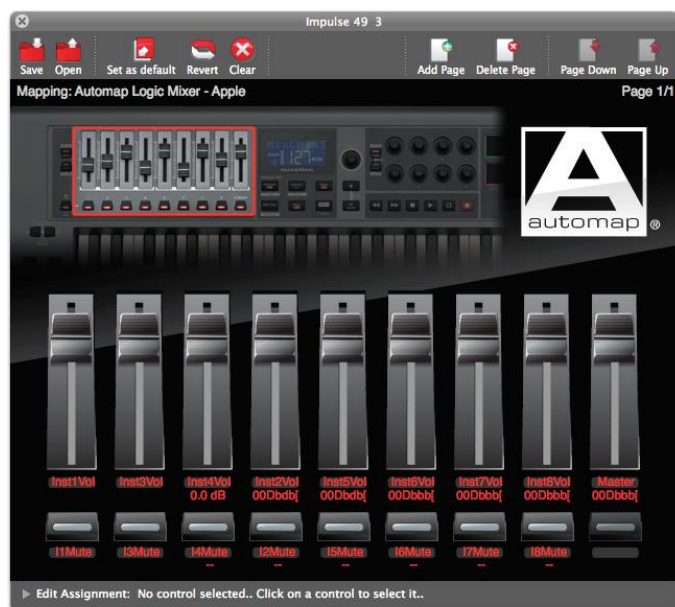 Impulse 49 3
Save Open Set as default Revert Clear Add Page Delete Page Page Down Page Up
Mapping: Automap Logic Mixer - Apple Page 1/1
A
automap ®
Inst1Vol Inst3Vol Inst4Vol Inst2Vol Inst5Vol Inst6Vol Inst7Vol Inst8Vol Master
0.0 dB 00Dbdb[ 00Dbdb[ 00Dbbb[ 00Dbbb[ 00Dbbb[ 00Dbbb[
I1Mute I3Mute I4Mute I2Mute I5Mute I6Mute I7Mute I8Mute
-- -- -- -- -- --
Edit Assignment: No control selected.. Click on a control to select it..